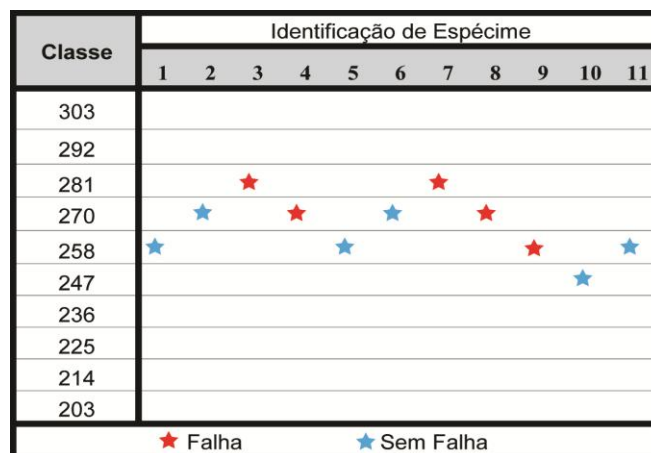 Classe
Identificação de Espécime
1 2 3 4 5 6 7 8 9 10 11
303
292
281
270
258
247
236
225
214
203
Falha Sem Falha